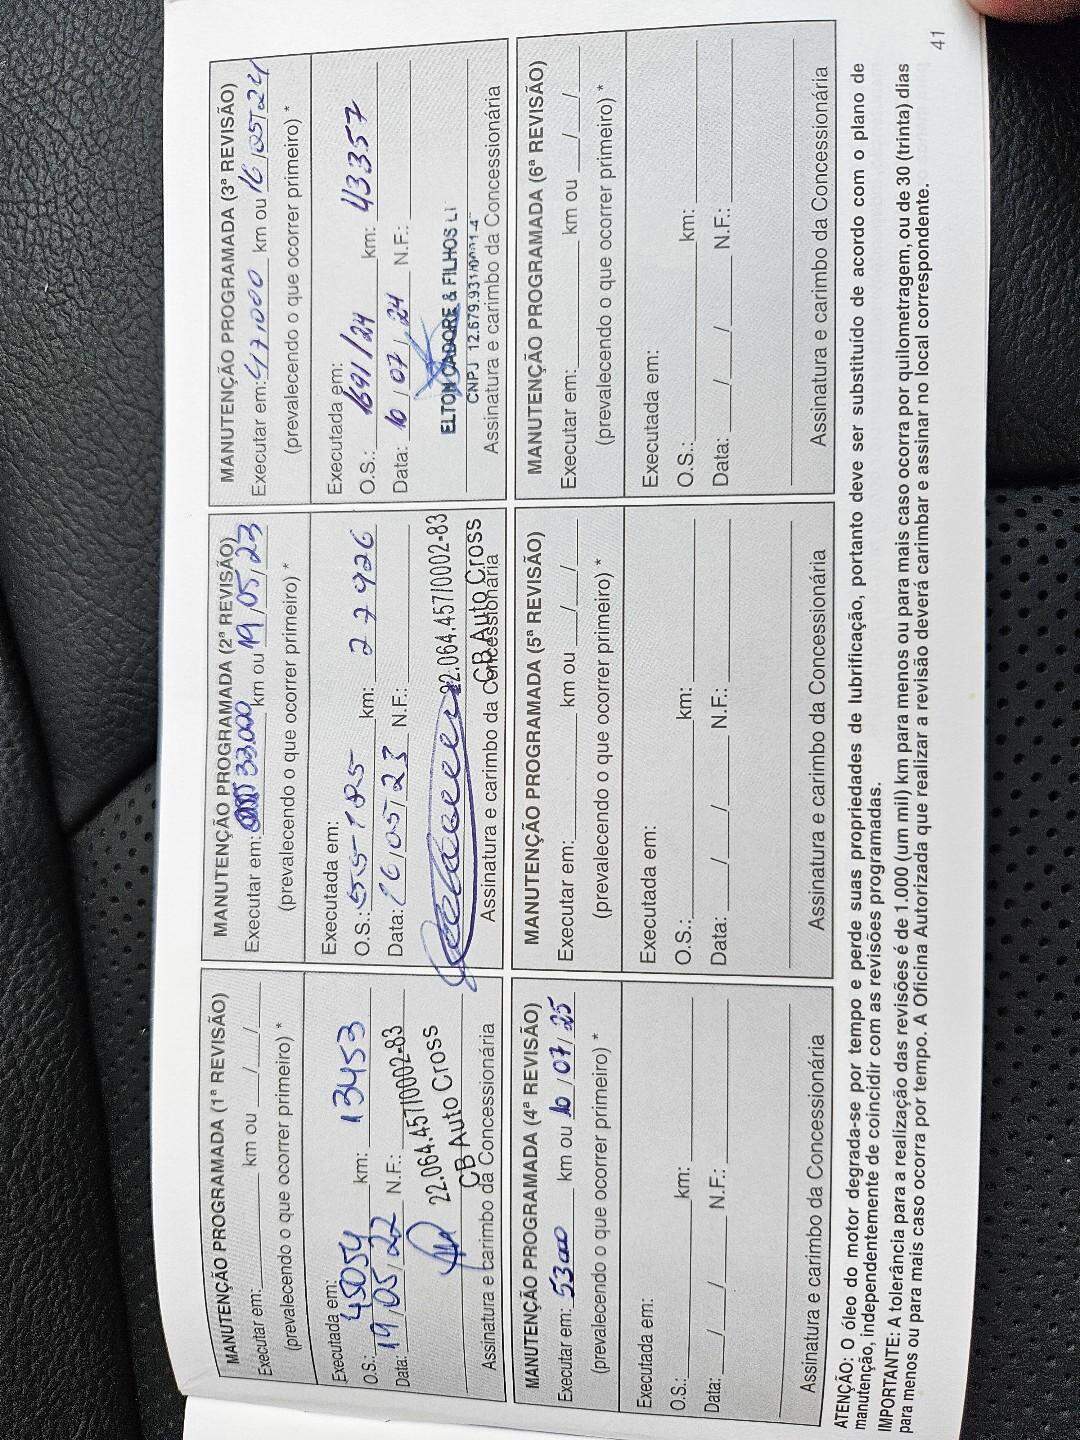 MANUTENÇÃO PROGRAMADA (1ª REVISÃO)
Executar em: km ou / /
(prevalecendo o que ocorrer primeiro) *
Executada em:
O.S.: 45054 km: 13453
Data: 19/05/22 N.F.:
22.064.457/0002-83
CB Auto Cross
Assinatura e carimbo da Concessionária
MANUTENÇÃO PROGRAMADA (2ª REVISÃO)
Executar em: 33.000 km ou 19/05/23
(prevalecendo o que ocorrer primeiro) *
Executada em:
O.S.: 55185 km: 27926
Data: 16/05/23 N.F.:
22.064.457/0002-83
CB Auto Cross
Assinatura e carimbo da Concessionária
MANUTENÇÃO PROGRAMADA (3ª REVISÃO)
Executar em: 47.000 km ou 16/05/24
(prevalecendo o que ocorrer primeiro) *
Executada em:
O.S.: 1691/24 km: 43357
Data: 10/07/24 N.F.:
ELTON CADORE & FILHOS
CNPJ
Assinatura e carimbo da Concessionária
MANUTENÇÃO PROGRAMADA (4ª REVISÃO)
Executar em: 5300 km ou 10/07/25
(prevalecendo o que ocorrer primeiro) *
Executada em:
O.S.: km:
Data: / / N.F.:
Assinatura e carimbo da Concessionária
MANUTENÇÃO PROGRAMADA (5ª REVISÃO)
Executar em: km ou / /
(prevalecendo o que ocorrer primeiro) *
Executada em:
O.S.: km:
Data: / / N.F.:
Assinatura e carimbo da Concessionária
MANUTENÇÃO PROGRAMADA (6ª REVISÃO)
Executar em: km ou / /
(prevalecendo o que ocorrer primeiro) *
Executada em:
O.S.: km:
Data: / / N.F.:
Assinatura e carimbo da Concessionária
ATENÇÃO: O óleo do motor degrada-se por tempo e perde suas propriedades de lubrificação, portanto deve ser substituído de acordo com o plano de
manutenção, independentemente de coincidir com as revisões programadas.
IMPORTANTE: A tolerância para a realização das revisões é de 1.000 (um mil) km para menos ou para mais caso ocorra por quilometragem, ou de 30 (trinta) dias
para menos ou para mais caso ocorra por tempo. A Oficina Autorizada que realizar a revisão deverá carimbar e assinar no local correspondente.
41